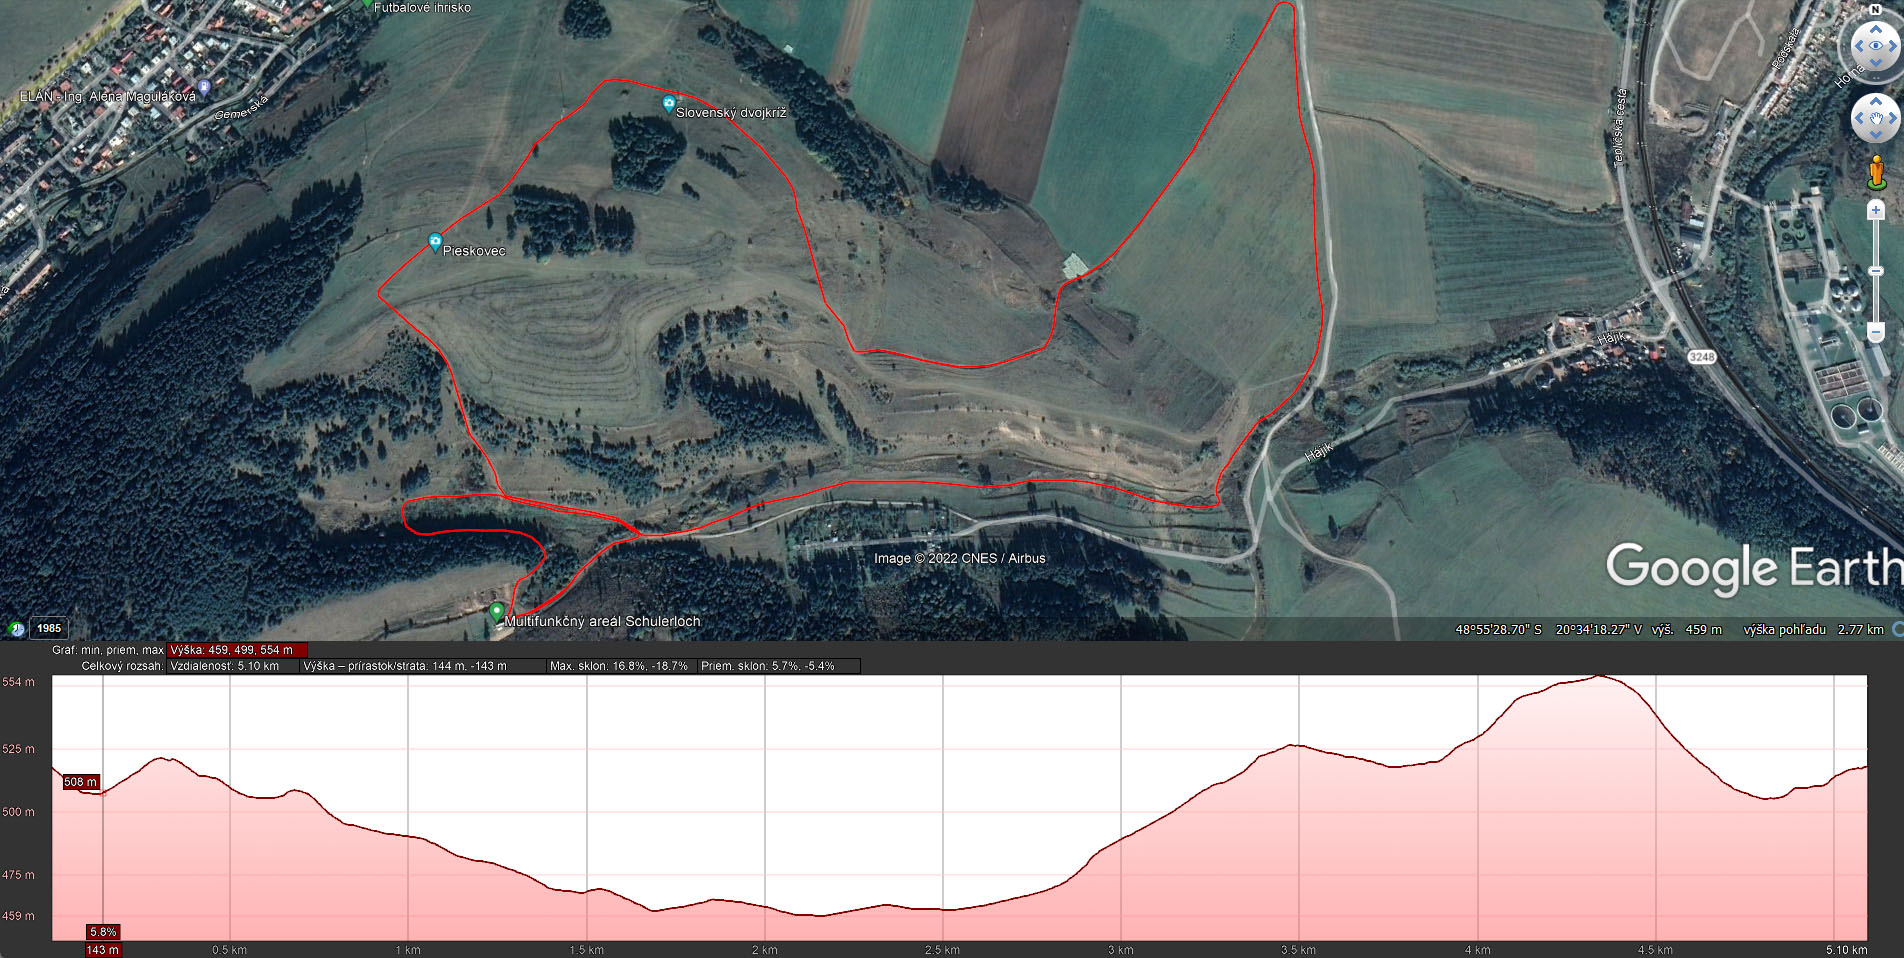 Futbalové ihrisko
N
Podskala
Horná
ELÁN - Ing. Alena Maguláková
Gemerská
Slovenský dvojkríž
Teplická cesta
Pieskovec
Hájik
3248
Hájik
Image © 2022 CNES / Airbus
Google Earth
Multifunkčný areál Schulerloch
1985
48°55'28.70" S 20°34'18.27" V výš. 459 m výška pohľadu 2.77 km
Graf: min, priem, max Výška: 459, 499, 554 m
Celkový rozsah: Vzdialenosť: 5.10 km Výška – prírastok/strata: 144 m, -143 m Max. sklon: 16.8%, -18.7% Priem. sklon: 5.7%, -5.4%
554 m
525 m
508 m
500 m
475 m
459 m
5.8%
143 m 0.5 km 1 km 1.5 km 2 km 2.5 km 3 km 3.5 km 4 km 4.5 km 5.10 km